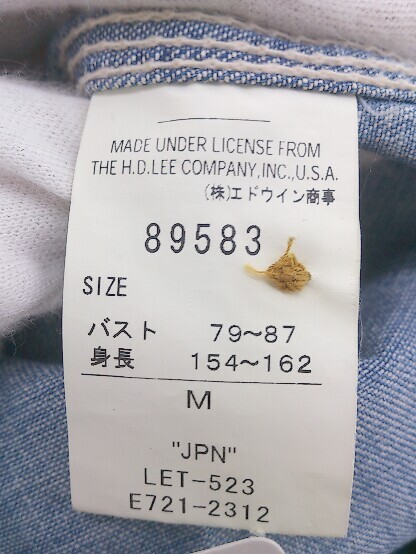 MADE UNDER LICENSE FROM
THE H.D.LEE COMPANY,INC.,U.S.A.
(株)エドウイン商事
89583
SIZE
バスト 79~87
身長 154~162
M
"JPN"
LET-523
E721-2312